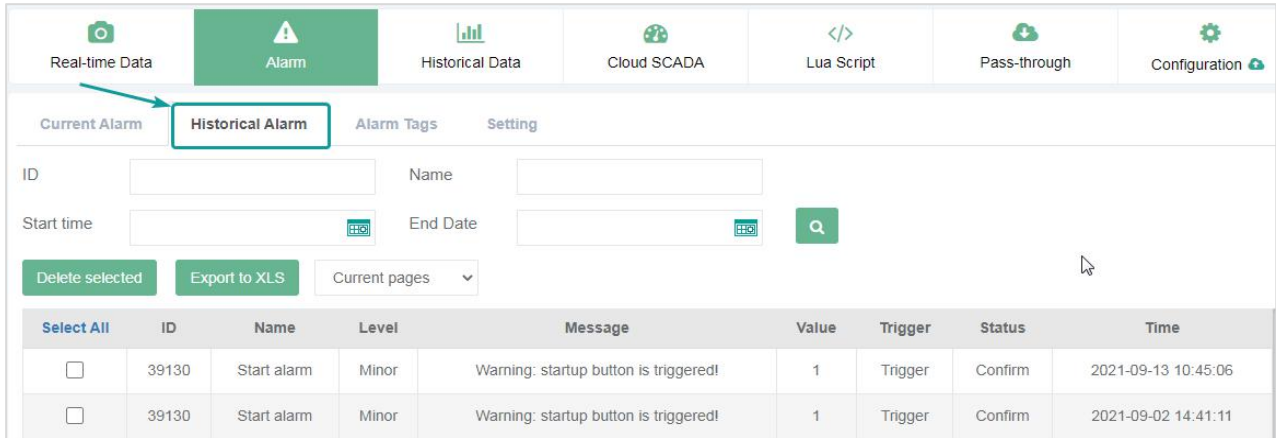 Real-time Data Alarm Historical Data Cloud SCADA Lua Script Pass-through Configuration
Current Alarm Historical Alarm Alarm Tags Setting
ID Name
Start time End Date
Delete selected Export to XLS Current pages
Select All ID Name Level Message Value Trigger Status Time
39130 Start alarm Minor Warning: startup button is triggered! 1 Trigger Confirm 2021-09-13 10:45:06
39130 Start alarm Minor Warning: startup button is triggered! 1 Trigger Confirm 2021-09-02 14:41:11